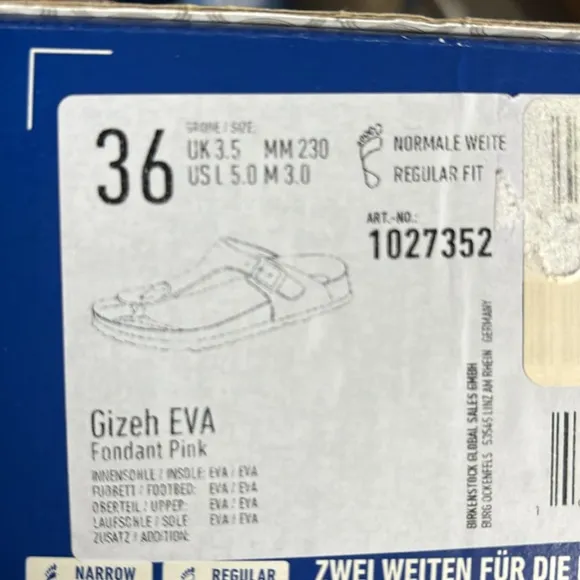 36
GRÖßE / SIZE:
UK 3.5 MM 230
US L 5.0 M 3.0
NORMALE WEITE
REGULAR FIT
ART.-NO.:
1027352
Gizeh EVA
Fondant Pink
INNENSOHLE / INSOLE: EVA / EVA
FUßBETT / FOOTBED: EVA / EVA
OBERTEIL / UPPER: EVA / EVA
LAUFSOHLE / SOLE EVA / EVA
ZUSATZ / ADDITION:
BIRKENSTOCK GLOBAL SALES GMBH
BURG OCKENFELS 53545 LINZ AM RHEIN GERMANY
1
NARROW
REGULAR
ZWEI WEITEN FÜR DIE